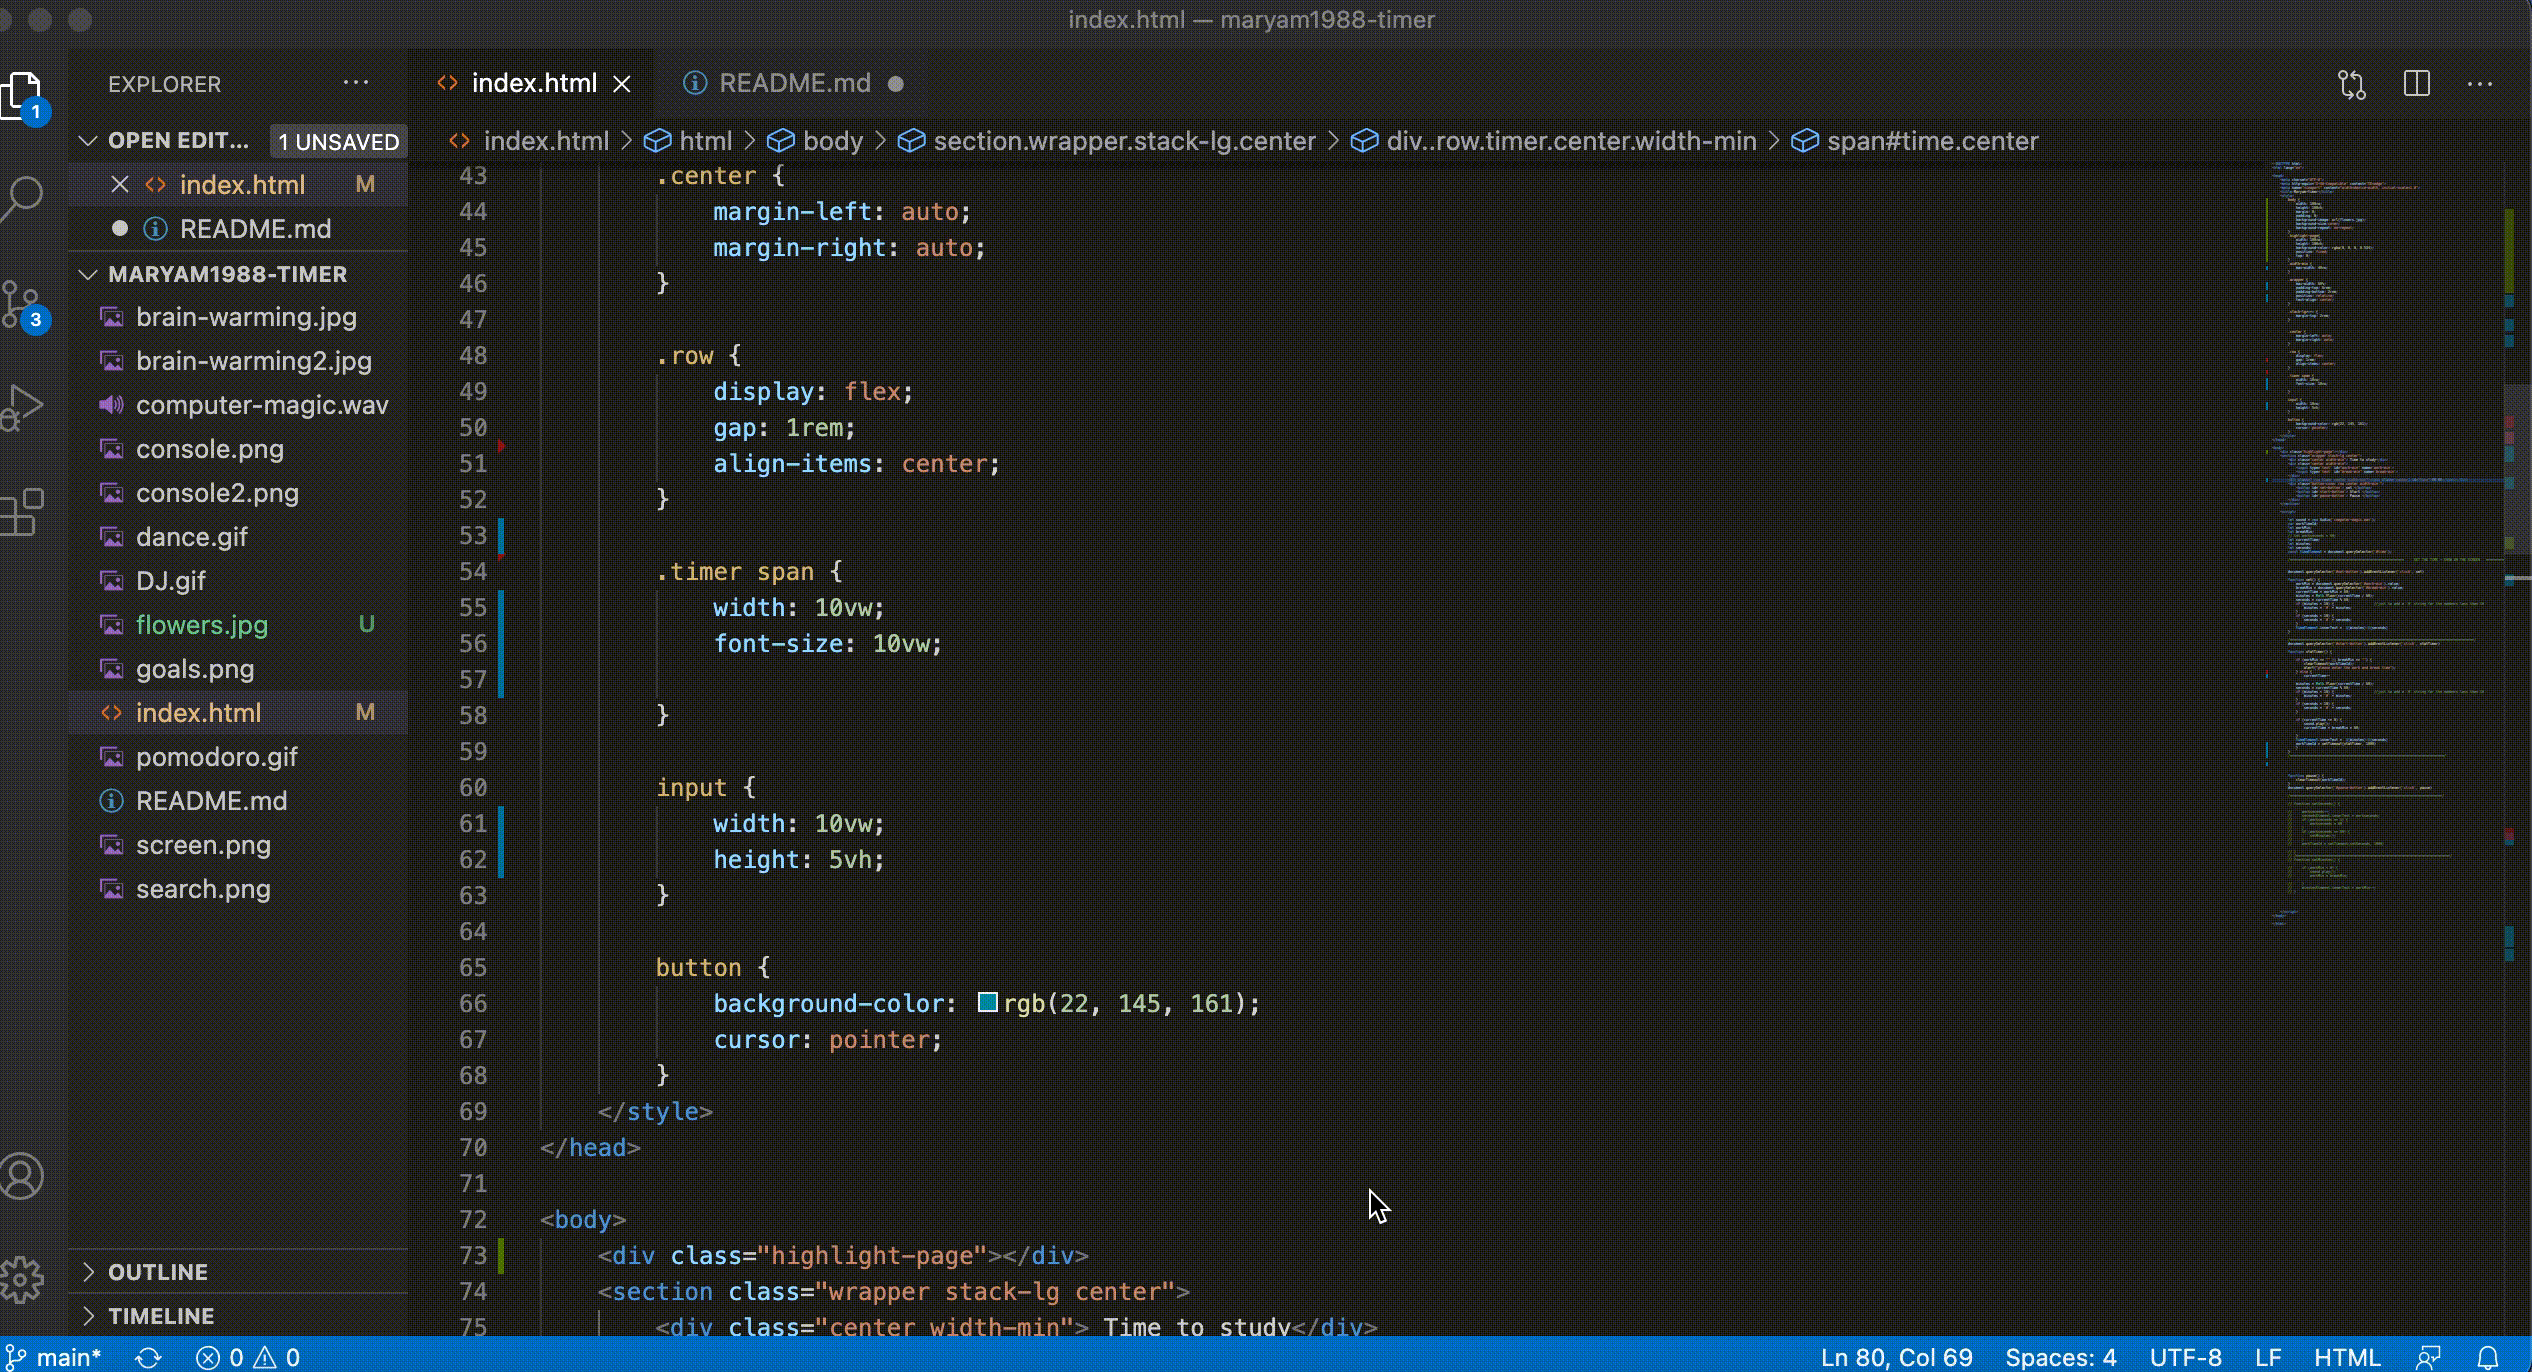 index.html — maryam1988-timer
EXPLORER ...
1
OPEN EDIT... 1 UNSAVED
index.html M
README.md
MARYAM1988-TIMER
brain-warming.jpg
3
brain-warming2.jpg
computer-magic.wav
console.png
console2.png
dance.gif
DJ.gif
flowers.jpg U
goals.png
index.html M
pomodoro.gif
README.md
screen.png
search.png
OUTLINE
TIMELINE
index.html README.md ...
index.html > html > body > section.wrapper.stack-lg.center > div..row.timer.center.width-min > span#time.center
43 .center {
44 margin-left: auto;
45 margin-right: auto;
46 }
47
48 .row {
49 display: flex;
50 gap: 1rem;
51 align-items: center;
52 }
53
54 .timer span {
55 width: 10vw;
56 font-size: 10vw;
57
58 }
59
60 input {
61 width: 10vw;
62 height: 5vh;
63 }
64
65 button {
66 background-color: rgb(22, 145, 161);
67 cursor: pointer;
68 }
69 </style>
70 </head>
71
72 <body>
73 <div class="highlight-page"></div>
74 <section class="wrapper stack-lg center">
75 <div class="center width-min"> Time to study</div>
main* 0 0 Ln 80, Col 69 Spaces: 4 UTF-8 LF HTML